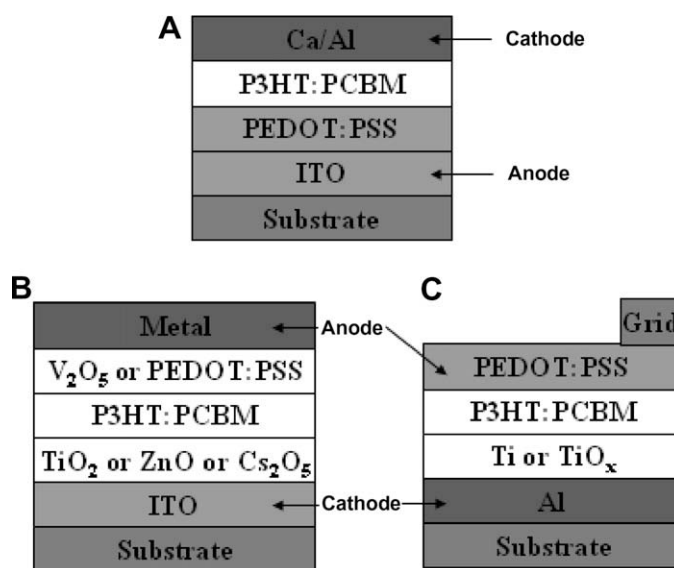 A
Ca/Al
Cathode
P3HT:PCBM
PEDOT:PSS
ITO
Anode
Substrate
B
Metal
Anode
V₂O₅ or PEDOT:PSS
P3HT:PCBM
TiO₂ or ZnO or Cs₂O₅
ITO
Cathode
Substrate
C
Grid
PEDOT:PSS
P3HT:PCBM
Ti or TiOₓ
Al
Substrate